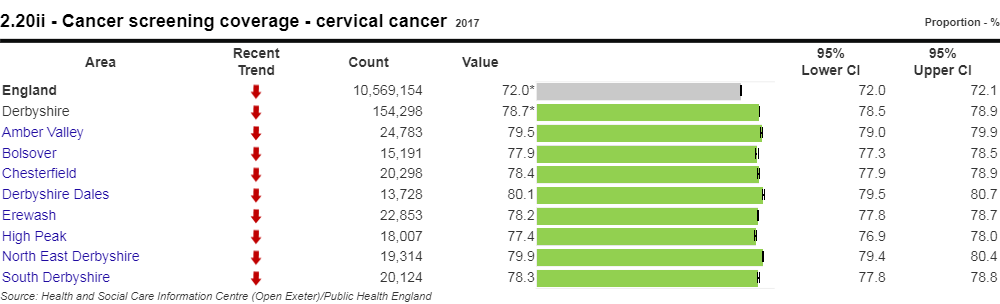 2.20ii - Cancer screening coverage - cervical cancer 2017 Proportion - %
Area Recent Trend Count Value 95% Lower CI 95% Upper CI
England 10,569,154 72.0* 72.0 72.1
Derbyshire 154,298 78.7* 78.5 78.9
Amber Valley 24,783 79.5 79.0 79.9
Bolsover 15,191 77.9 77.3 78.5
Chesterfield 20,298 78.4 77.9 78.9
Derbyshire Dales 13,728 80.1 79.5 80.7
Erewash 22,853 78.2 77.8 78.7
High Peak 18,007 77.4 76.9 78.0
North East Derbyshire 19,314 79.9 79.4 80.4
South Derbyshire 20,124 78.3 77.8 78.8
Source: Health and Social Care Information Centre (Open Exeter)/Public Health England